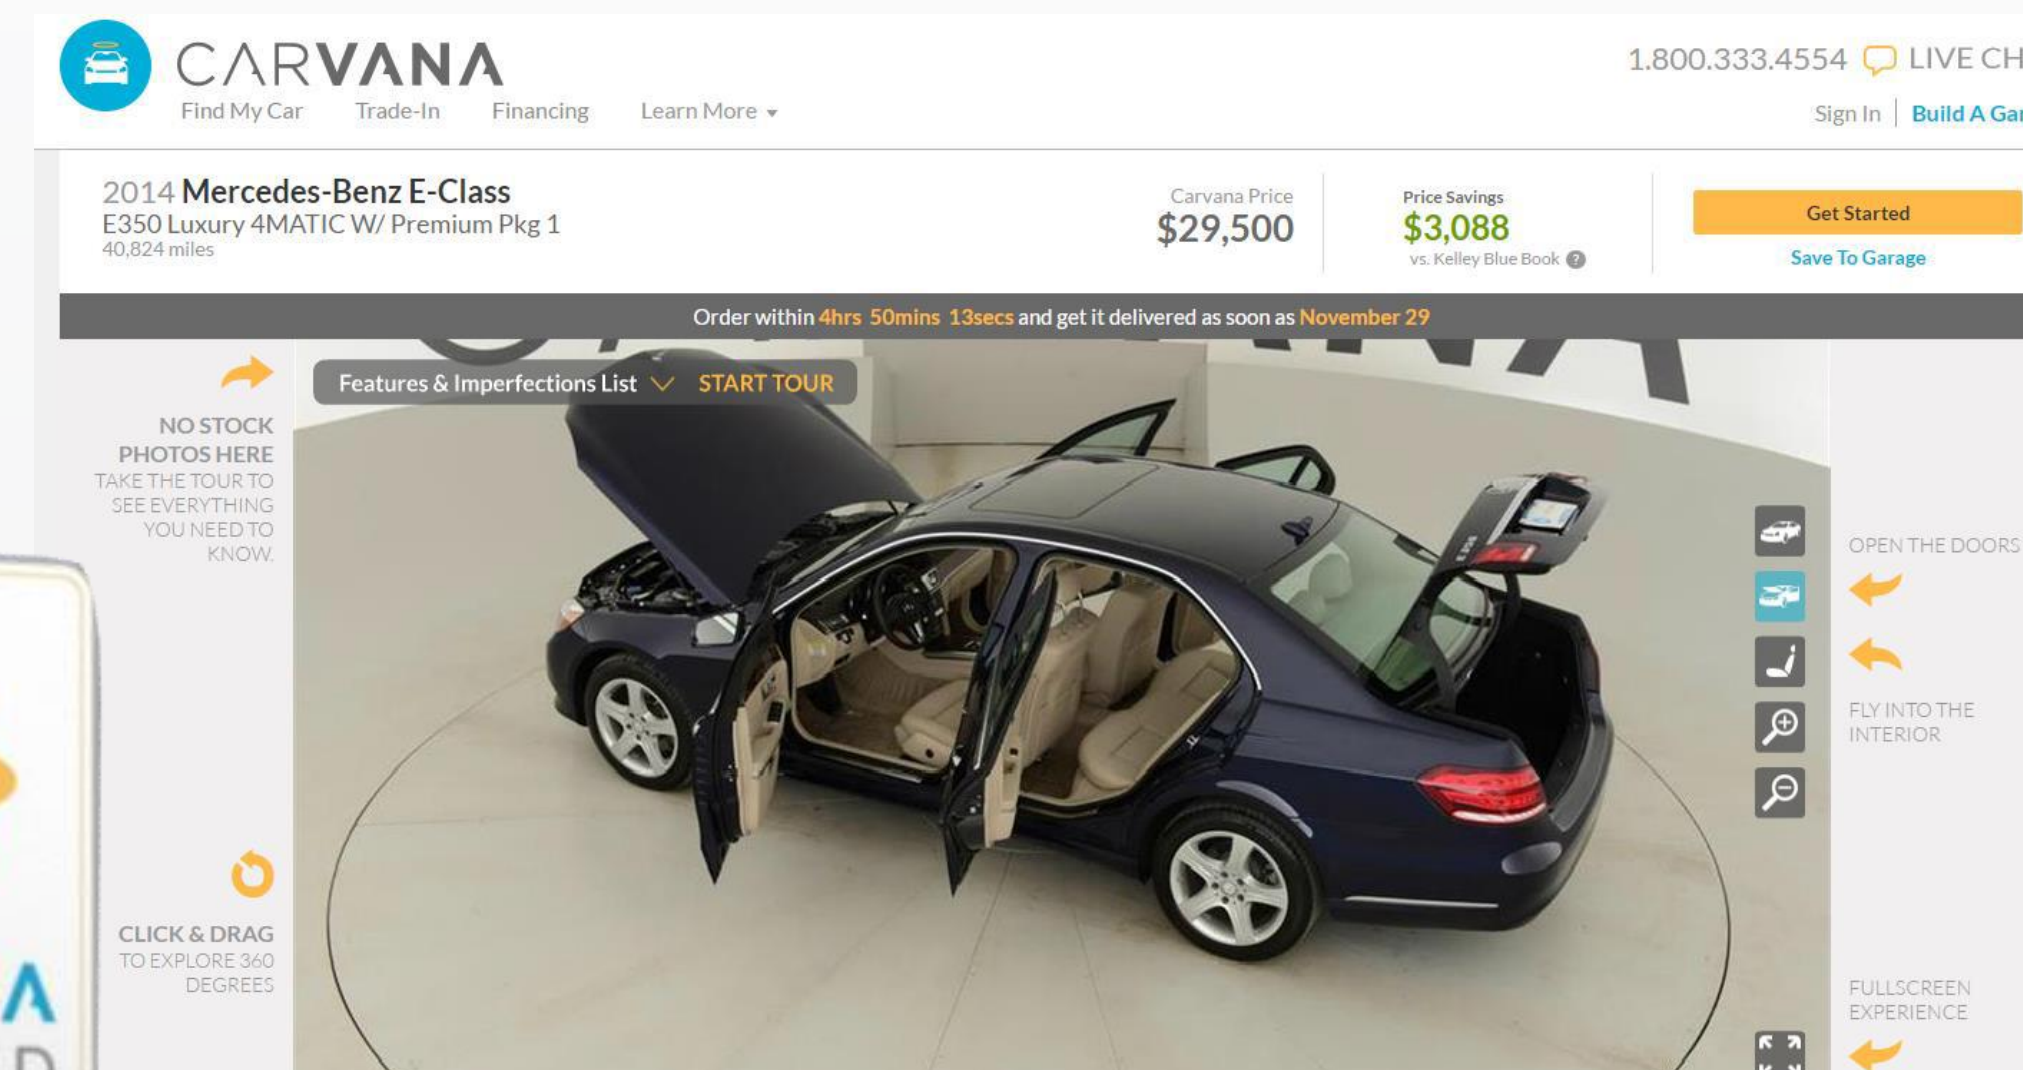 CARVANA
Find My Car Trade-In Financing Learn More
1.800.333.4554 LIVE CH
Sign In Build A Gar
2014 Mercedes-Benz E-Class
E350 Luxury 4MATIC W/ Premium Pkg 1
40,824 miles
Carvana Price
$29,500
Price Savings
$3,088
vs. Kelley Blue Book ?
Get Started
Save To Garage
Order within 4hrs 50mins 13secs and get it delivered as soon as November 29
Features & Imperfections List START TOUR
NO STOCK
PHOTOS HERE
TAKE THE TOUR TO
SEE EVERYTHING
YOU NEED TO
KNOW.
CLICK & DRAG
TO EXPLORE 360
DEGREES
OPEN THE DOORS
FLY INTO THE
INTERIOR
FULLSCREEN
EXPERIENCE
A
D